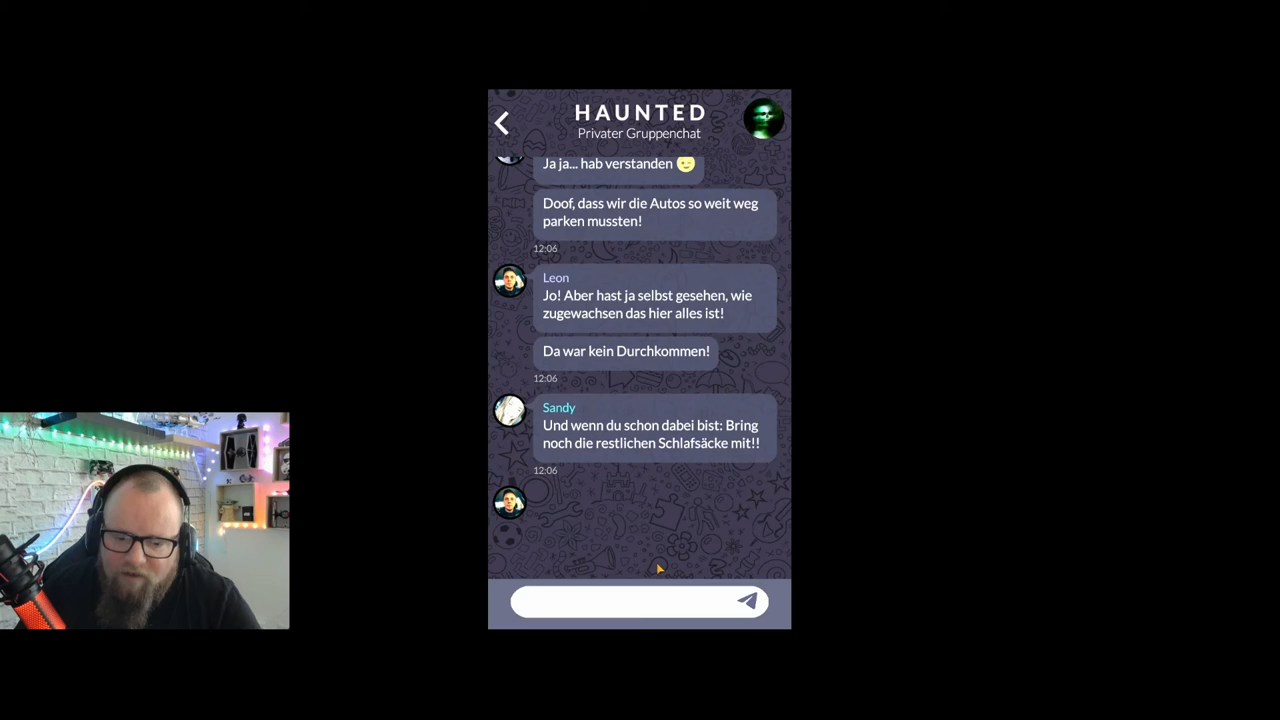 HAUNTED
Privater Gruppenchat
Ja ja... hab verstanden
Doof, dass wir die Autos so weit weg
parken mussten!
12:06
Leon
Jo! Aber hast ja selbst gesehen, wie
zugewachsen das hier alles ist!
Da war kein Durchkommen!
12:06
Sandy
Und wenn du schon dabei bist: Bring
noch die restlichen Schlafsäcke mit!!
12:06